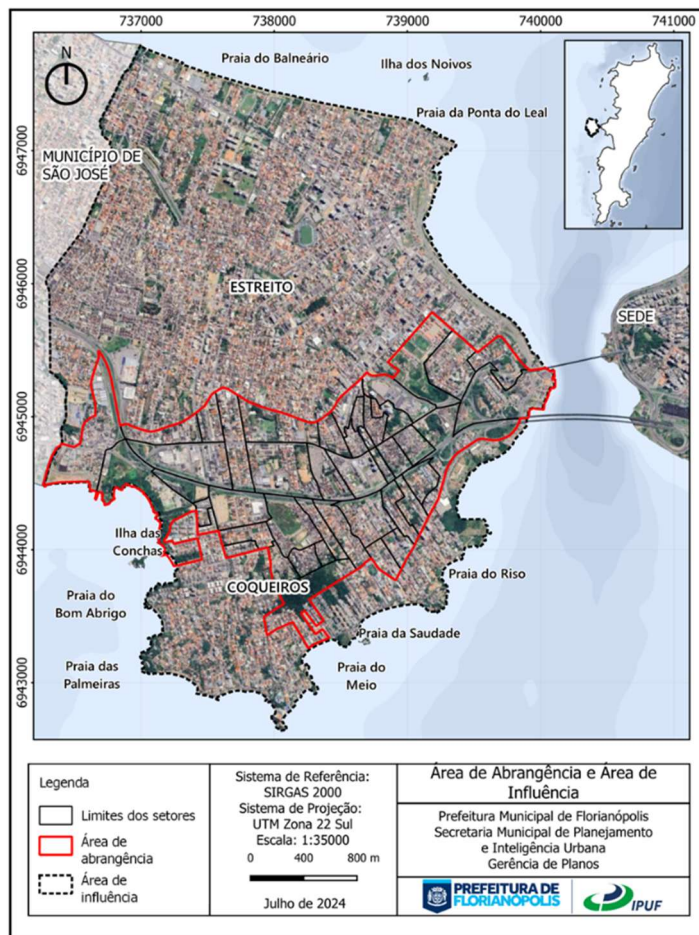 737000
738000
739000
740000
741000
N
Praia do Balneário
Ilha dos Noivos
Praia da Ponta do Leal
6947000
MUNICÍPIO DE
SÃO JOSÉ
6946000
ESTREITO
SEDE
6945000
6944000
Ilha das
Conchas
COQUEIROS
Praia do Riso
Praia do
Bom Abrigo
Praia da Saudade
Praia das
Palmeiras
Praia do
Meio
6943000
Legenda
Limites dos setores
Área de
abrangência
Área de
influência
Sistema de Referência:
SIRGAS 2000
Sistema de Projeção:
UTM Zona 22 Sul
Escala: 1:35000
0 400 800 m
Julho de 2024
Área de Abrangência e Área de
Influência
Prefeitura Municipal de Florianópolis
Secretaria Municipal de Planejamento
e Inteligência Urbana
Gerência de Planos
PREFEITURA DE
FLORIANÓPOLIS
IPUF